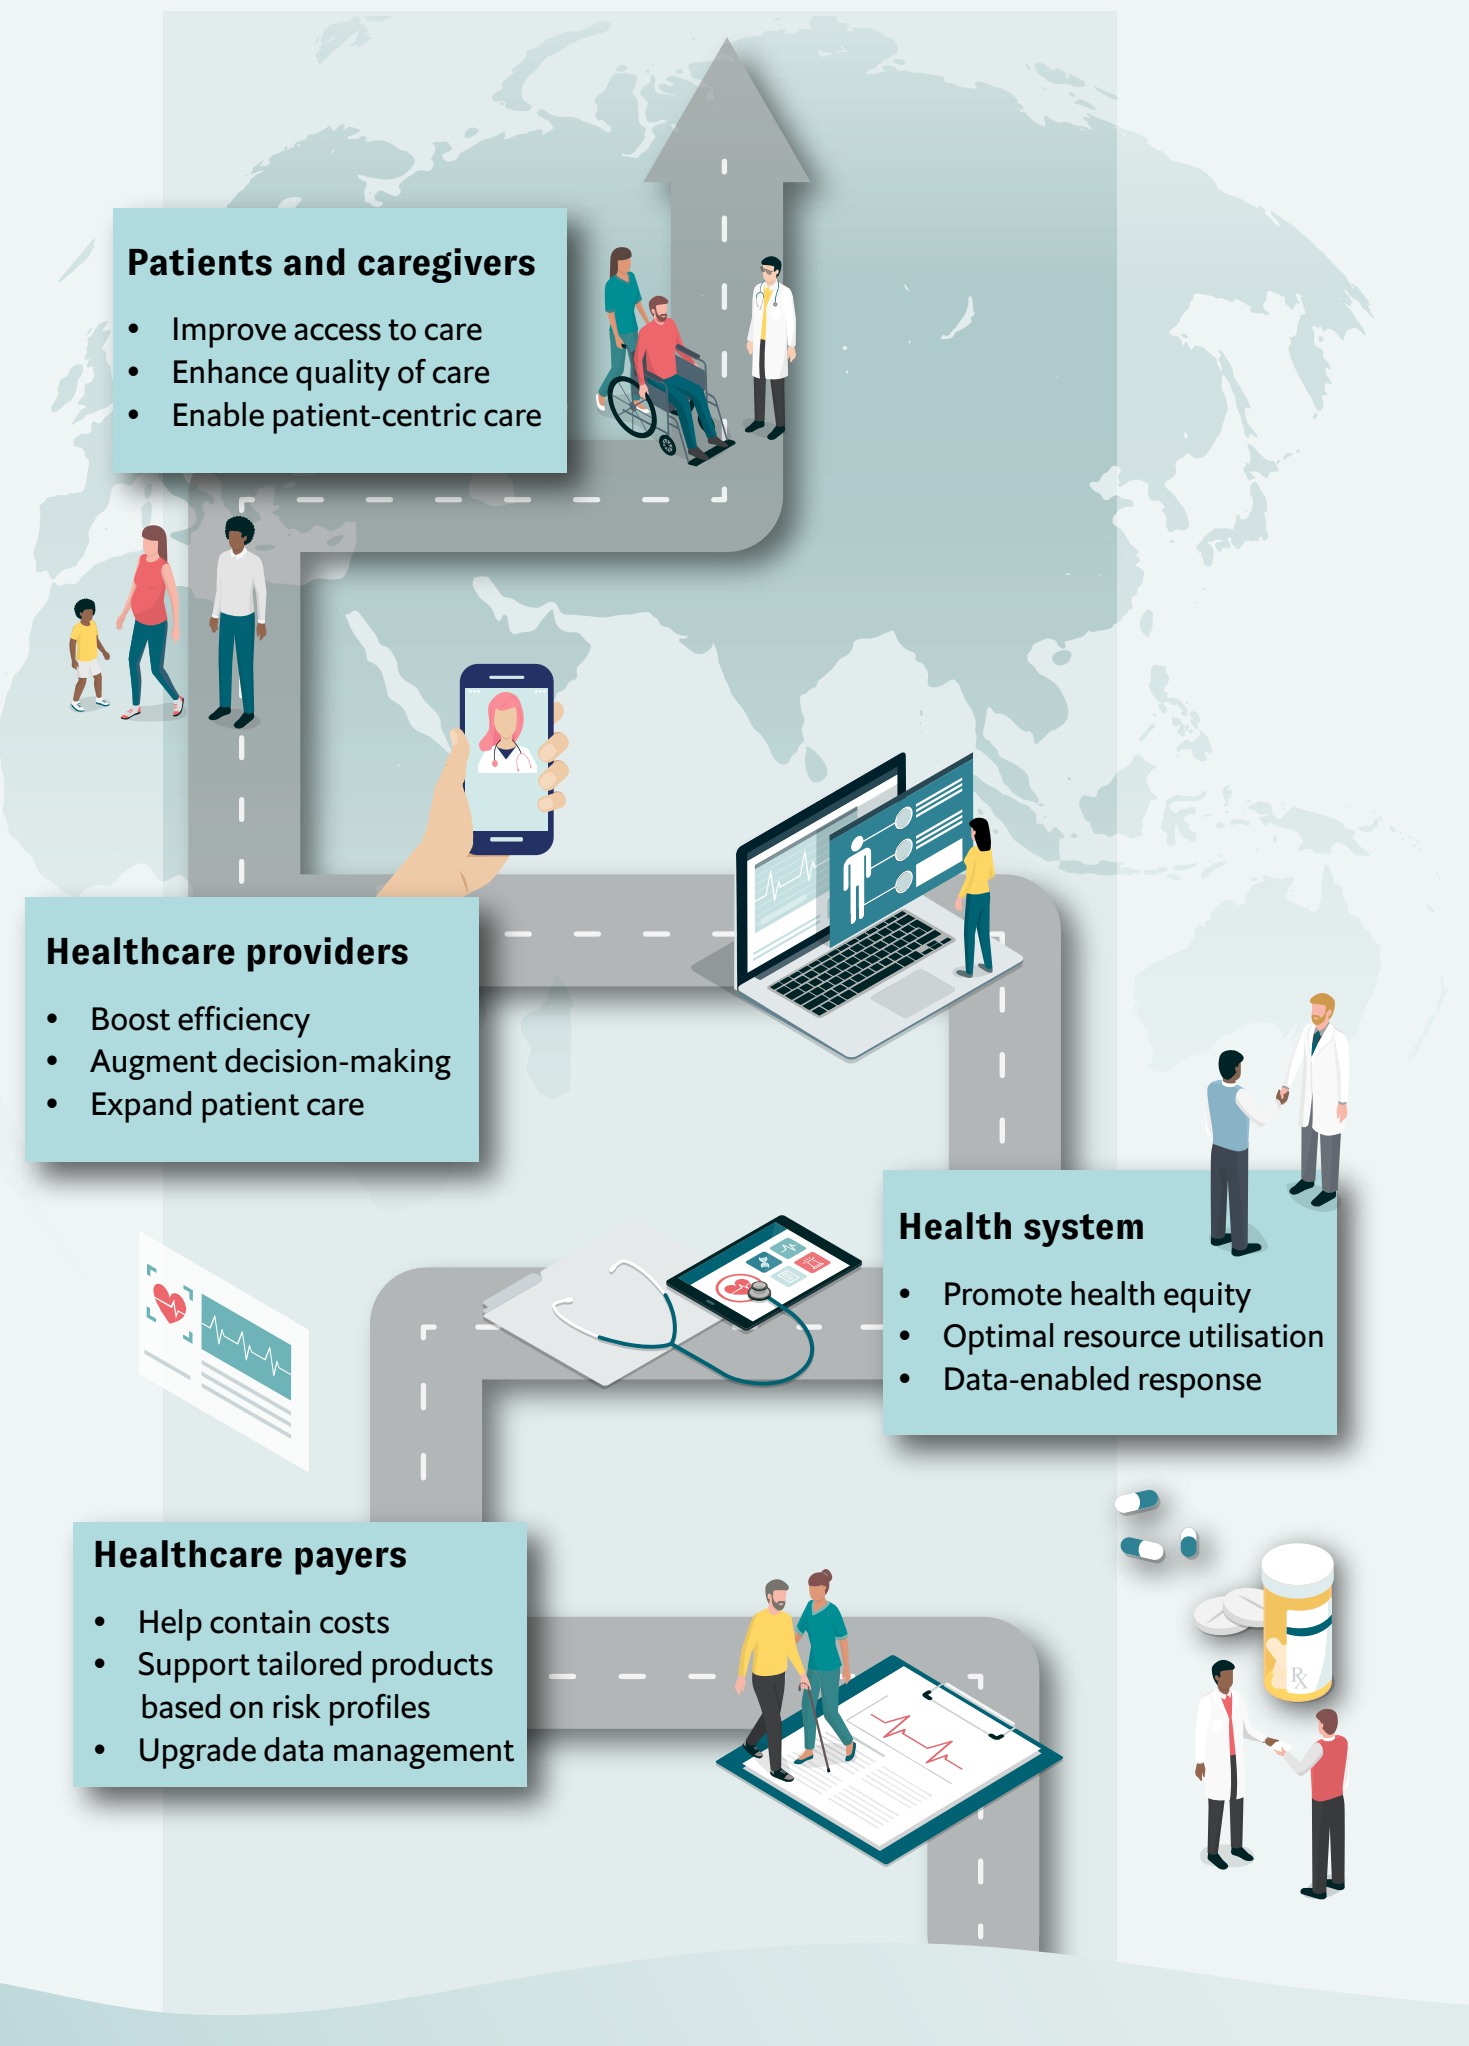 Patients and caregivers
• Improve access to care
• Enhance quality of care
• Enable patient-centric care
Healthcare providers
• Boost efficiency
• Augment decision-making
• Expand patient care
Health system
• Promote health equity
• Optimal resource utilisation
• Data-enabled response
Healthcare payers
• Help contain costs
• Support tailored products
based on risk profiles
• Upgrade data management
Rx